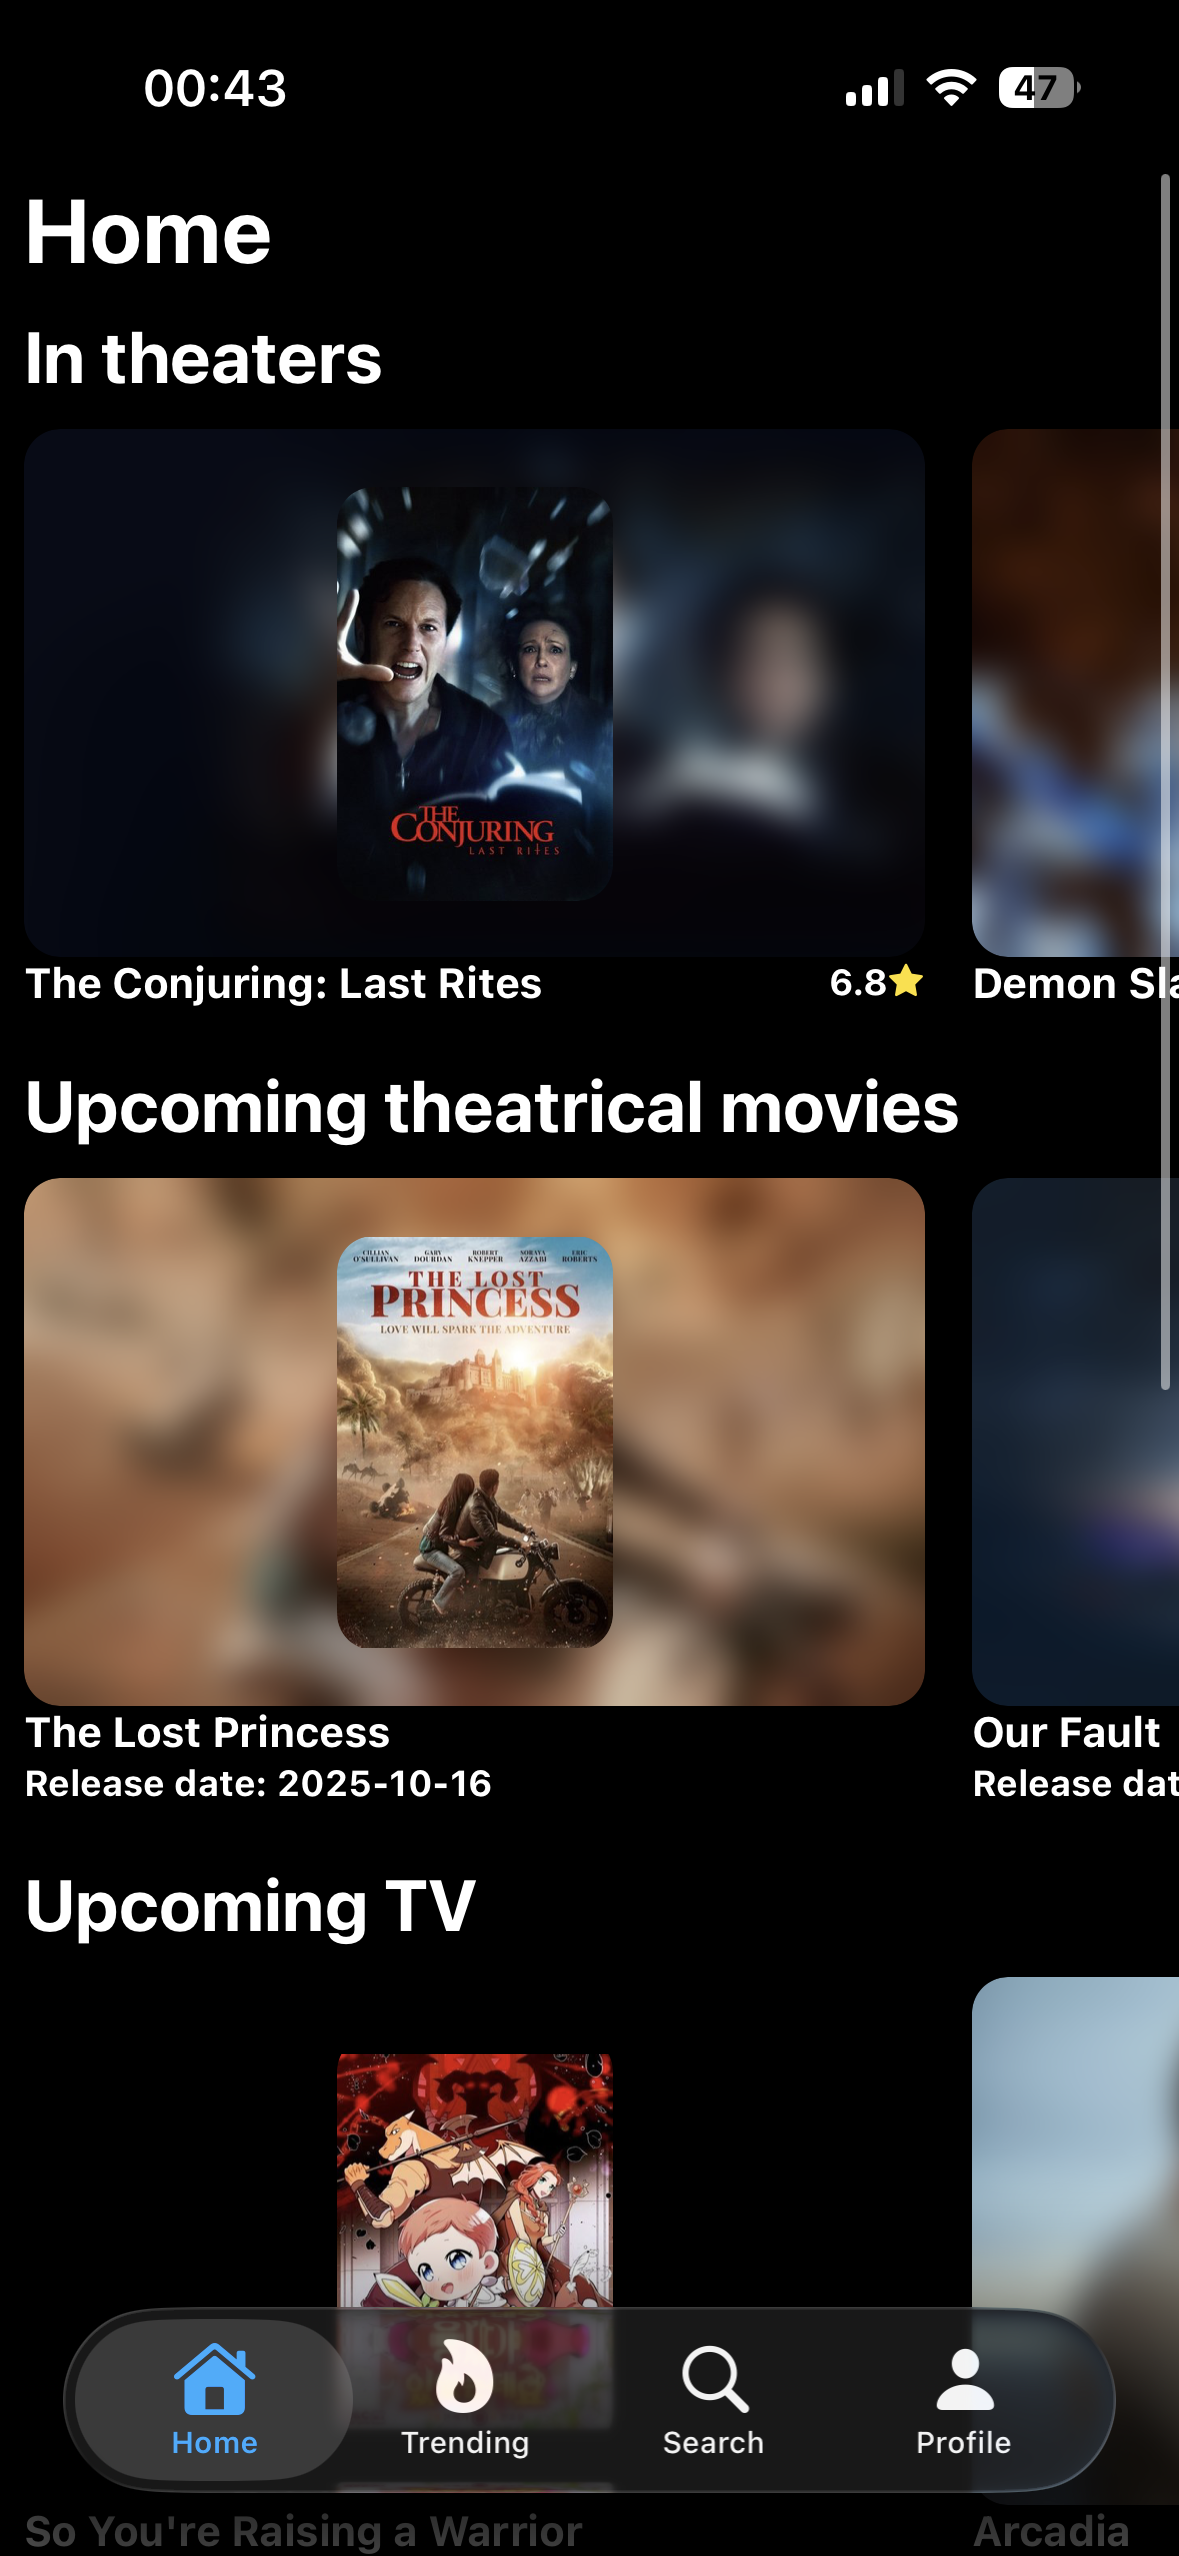 00:43
47
Home
In theaters
THE
CONJURING
LAST RITES
The Conjuring: Last Rites
6.8
Demon Sla
Upcoming theatrical movies
CILLIAN O'SULLIVAN GARY DOURDAN ROBERT KNEPPER SORAYA AZZABI ERIC ROBERTS
THE LOST
PRINCESS
LOVE WILL SPARK THE ADVENTURE
The Lost Princess
Release date: 2025-10-16
Our Fault
Release dat
Upcoming TV
Home
Trending
Search
Profile
So You're Raising a Warrior
Arcadia